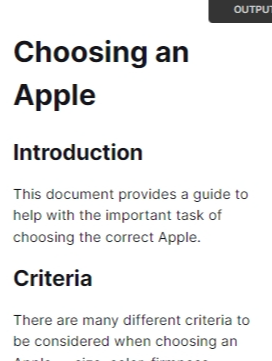 OUTPUT
Choosing an
Apple
Introduction
This document provides a guide to
help with the important task of
choosing the correct Apple.
Criteria
There are many different criteria to
be considered when choosing an
Apple — size, color, firmness,